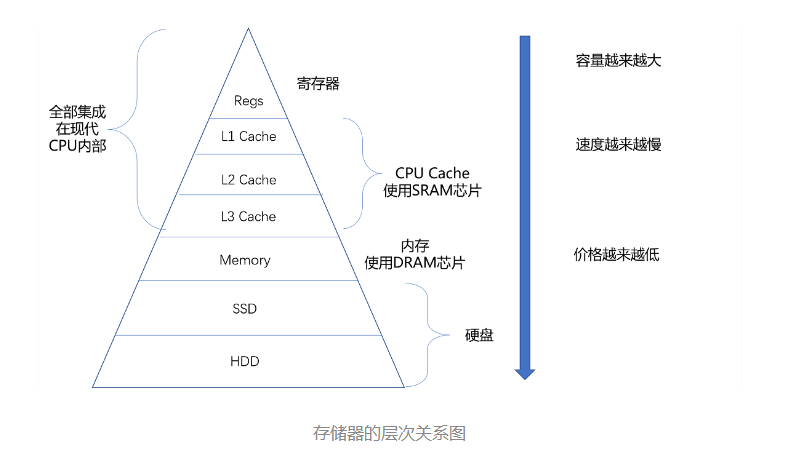 容量越来越大
寄存器
Regs
全部集成
在现代
CPU内部
L1 Cache
速度越来越慢
CPU Cache
使用SRAM芯片
L2 Cache
L3 Cache
内存
使用DRAM芯片
价格越来越低
Memory
SSD
硬盘
HDD
存储器的层次关系图